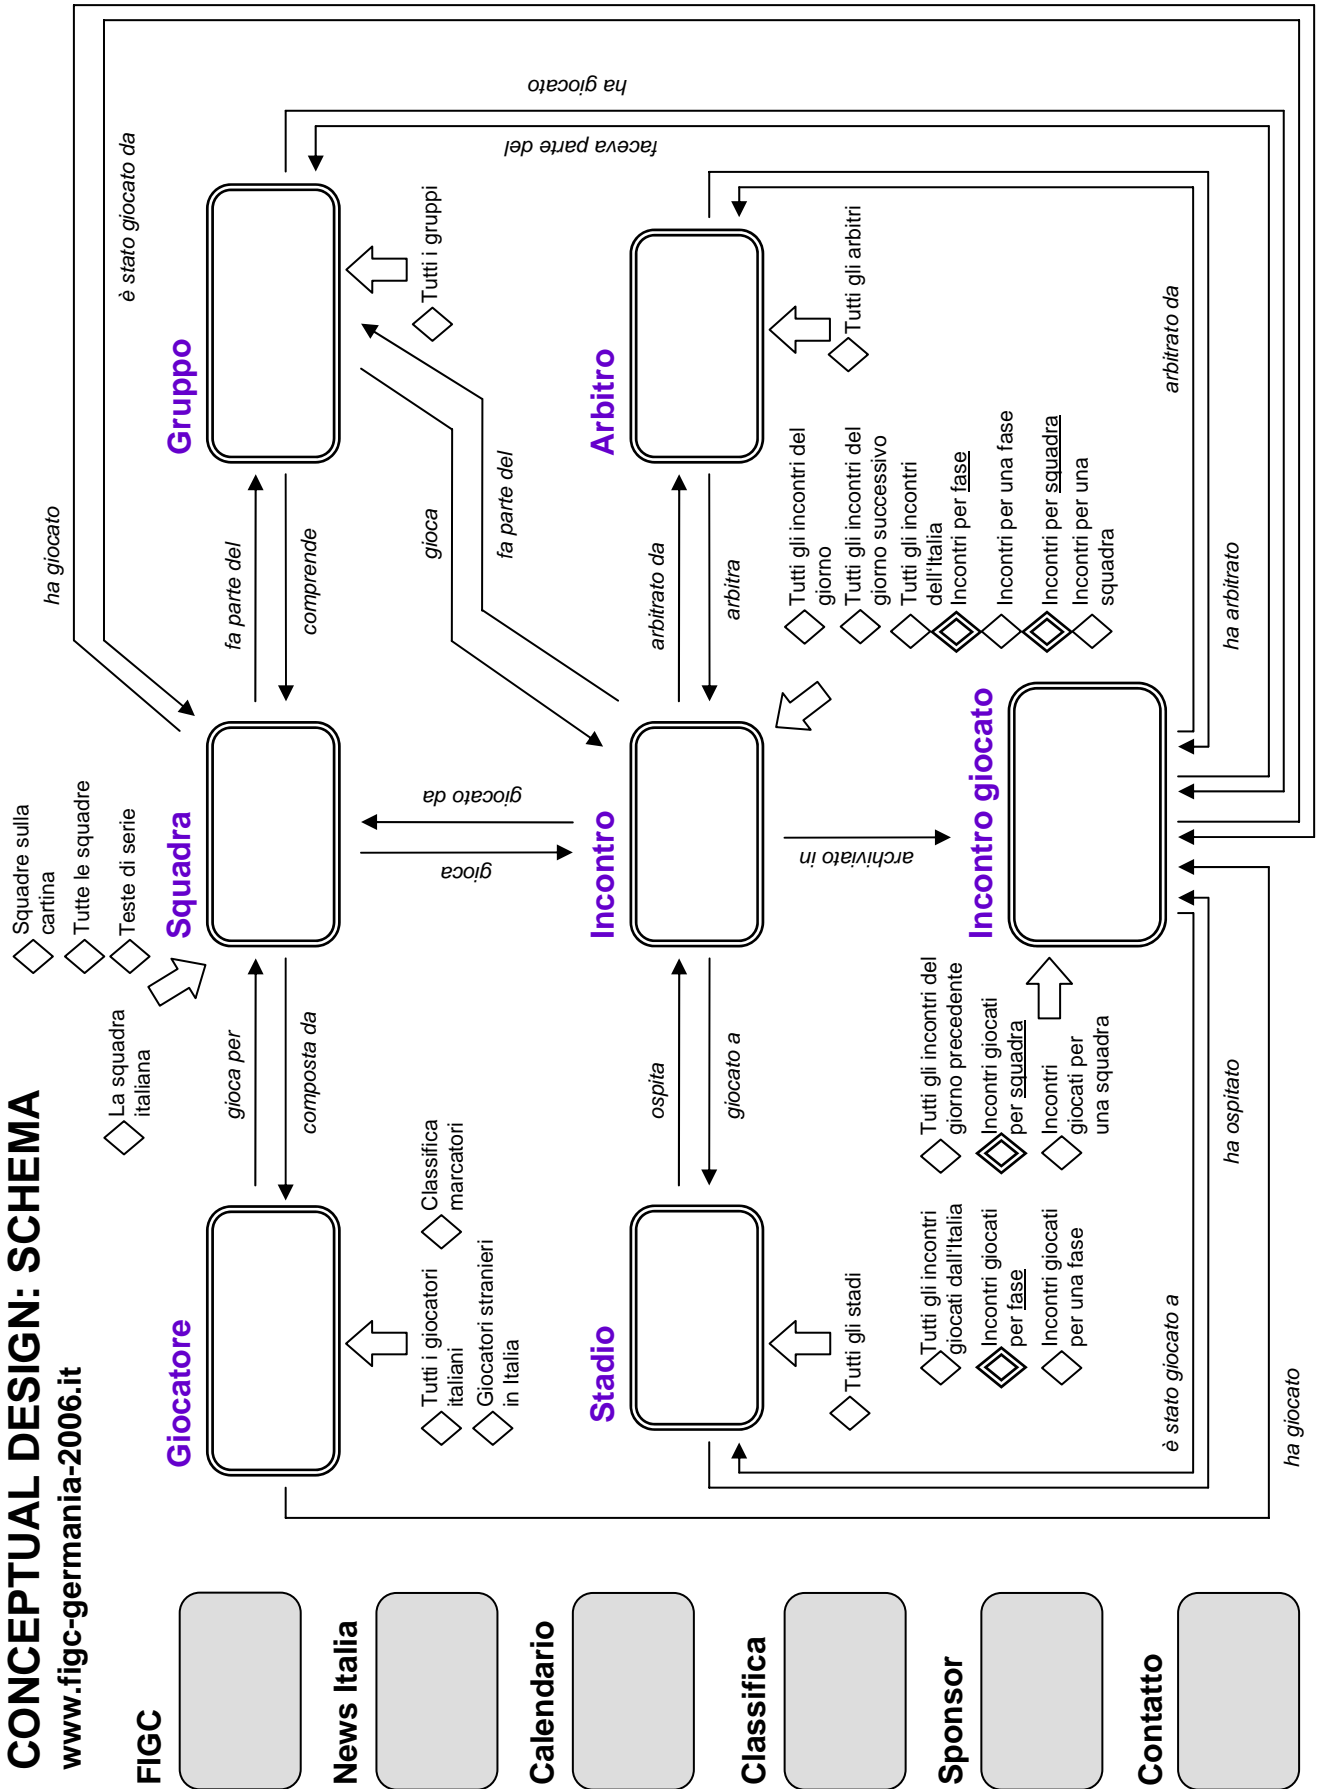 CONCEPTUAL DESIGN: SCHEMA
www.figc-germania-2006.it
FIGC
News Italia
Calendario
Classifica
Sponsor
Contatto
Giocatore
Tutti i giocatori
italiani
Giocatori stranieri
in Italia
Classifica
marcatori
gioca per
composta da
La squadra
italiana
Squadre sulla
cartina
Tutte le squadre
Teste di serie
Squadra
ha giocato
è stato giocato da
fa parte del
comprende
Gruppo
Tutti i gruppi
ha giocato
faceva parte del
gioca
giocato da
gioca
fa parte del
Stadio
Tutti gli stadi
ospita
giocato a
Incontro
archiviato in
arbitrato da
arbitra
Arbitro
Tutti gli arbitri
Tutti gli incontri del
giorno
Tutti gli incontri del
giorno successivo
Tutti gli incontri
dell'Italia
Incontri per fase
Incontri per una fase
Incontri per squadra
Incontri per una
squadra
Tutti gli incontri
giocati dall'Italia
Incontri giocati
per fase
Incontri giocati
per una fase
Tutti gli incontri del
giorno precedente
Incontri giocati
per squadra
Incontri
giocati per
una squadra
Incontro giocato
è stato giocato a
ha ospitato
ha giocato
arbitrato da
ha arbitrato